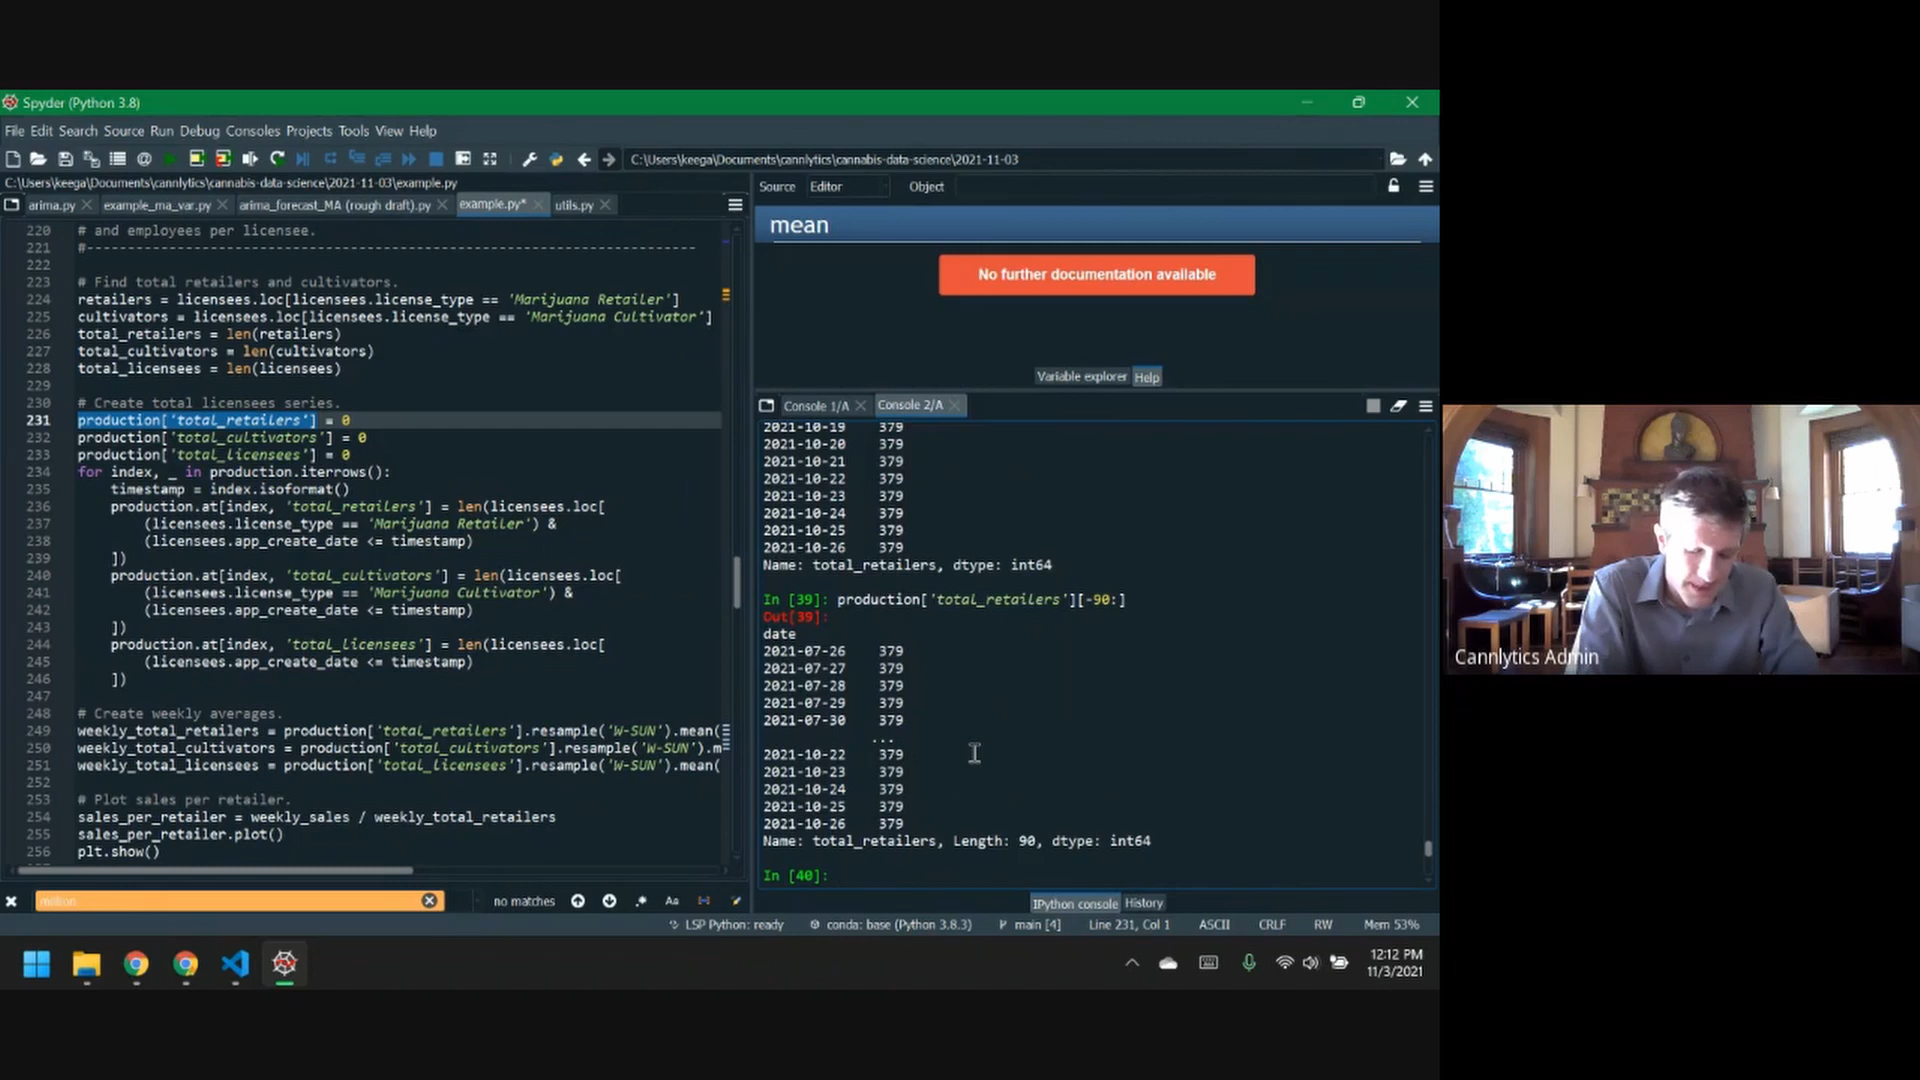 Spyder (Python 3.8)
File Edit Search Source Run Debug Consoles Projects Tools View Help
C:\Users\keega\Documents\cannlytics\cannabis-data-science\2021-11-03
C:\Users\keega\Documents\cannlytics\cannabis-data-science\2021-11-03\example.py
arima.py example_ma_var.py arima_forecast_MA (rough draft).py example.py* utils.py
220 # and employees per licensee.
221 #--------------------------------------------------------------------------
222
223 # Find total retailers and cultivators.
224 retailers = licensees.loc[licensees.license_type == 'Marijuana Retailer']
225 cultivators = licensees.loc[licensees.license_type == 'Marijuana Cultivator']
226 total_retailers = len(retailers)
227 total_cultivators = len(cultivators)
228 total_licensees = len(licensees)
229
230 # Create total licensees series.
231 production['total_retailers'] = 0
232 production['total_cultivators'] = 0
233 production['total_licensees'] = 0
234 for index, _ in production.iterrows():
235 timestamp = index.isoformat()
236 production.at[index, 'total_retailers'] = len(licensees.loc[
237 (licensees.license_type == 'Marijuana Retailer') &
238 (licensees.app_create_date <= timestamp)
239 ])
240 production.at[index, 'total_cultivators'] = len(licensees.loc[
241 (licensees.license_type == 'Marijuana Cultivator') &
242 (licensees.app_create_date <= timestamp)
243 ])
244 production.at[index, 'total_licensees'] = len(licensees.loc[
245 (licensees.app_create_date <= timestamp)
246 ])
247
248 # Create weekly averages.
249 weekly_total_retailers = production['total_retailers'].resample('W-SUN').mean(
250 weekly_total_cultivators = production['total_cultivators'].resample('W-SUN').m
251 weekly_total_licensees = production['total_licensees'].resample('W-SUN').mean(
252
253 # Plot sales per retailer.
254 sales_per_retailer = weekly_sales / weekly_total_retailers
255 sales_per_retailer.plot()
256 plt.show()
million no matches Aa
Source Editor Object
mean
No further documentation available
Variable explorer Help
Console 1/A Console 2/A
2021-10-19 379
2021-10-20 379
2021-10-21 379
2021-10-22 379
2021-10-23 379
2021-10-24 379
2021-10-25 379
2021-10-26 379
Name: total_retailers, dtype: int64
In [39]: production['total_retailers'][-90:]
Out[39]:
date
2021-07-26 379
2021-07-27 379
2021-07-28 379
2021-07-29 379
2021-07-30 379
...
2021-10-22 379
2021-10-23 379
2021-10-24 379
2021-10-25 379
2021-10-26 379
Name: total_retailers, Length: 90, dtype: int64
In [40]:
IPython console History
LSP Python: ready conda: base (Python 3.8.3) main [4] Line 231, Col 1 ASCII CRLF RW Mem 53%
12:12 PM
11/3/2021
Cannlytics Admin